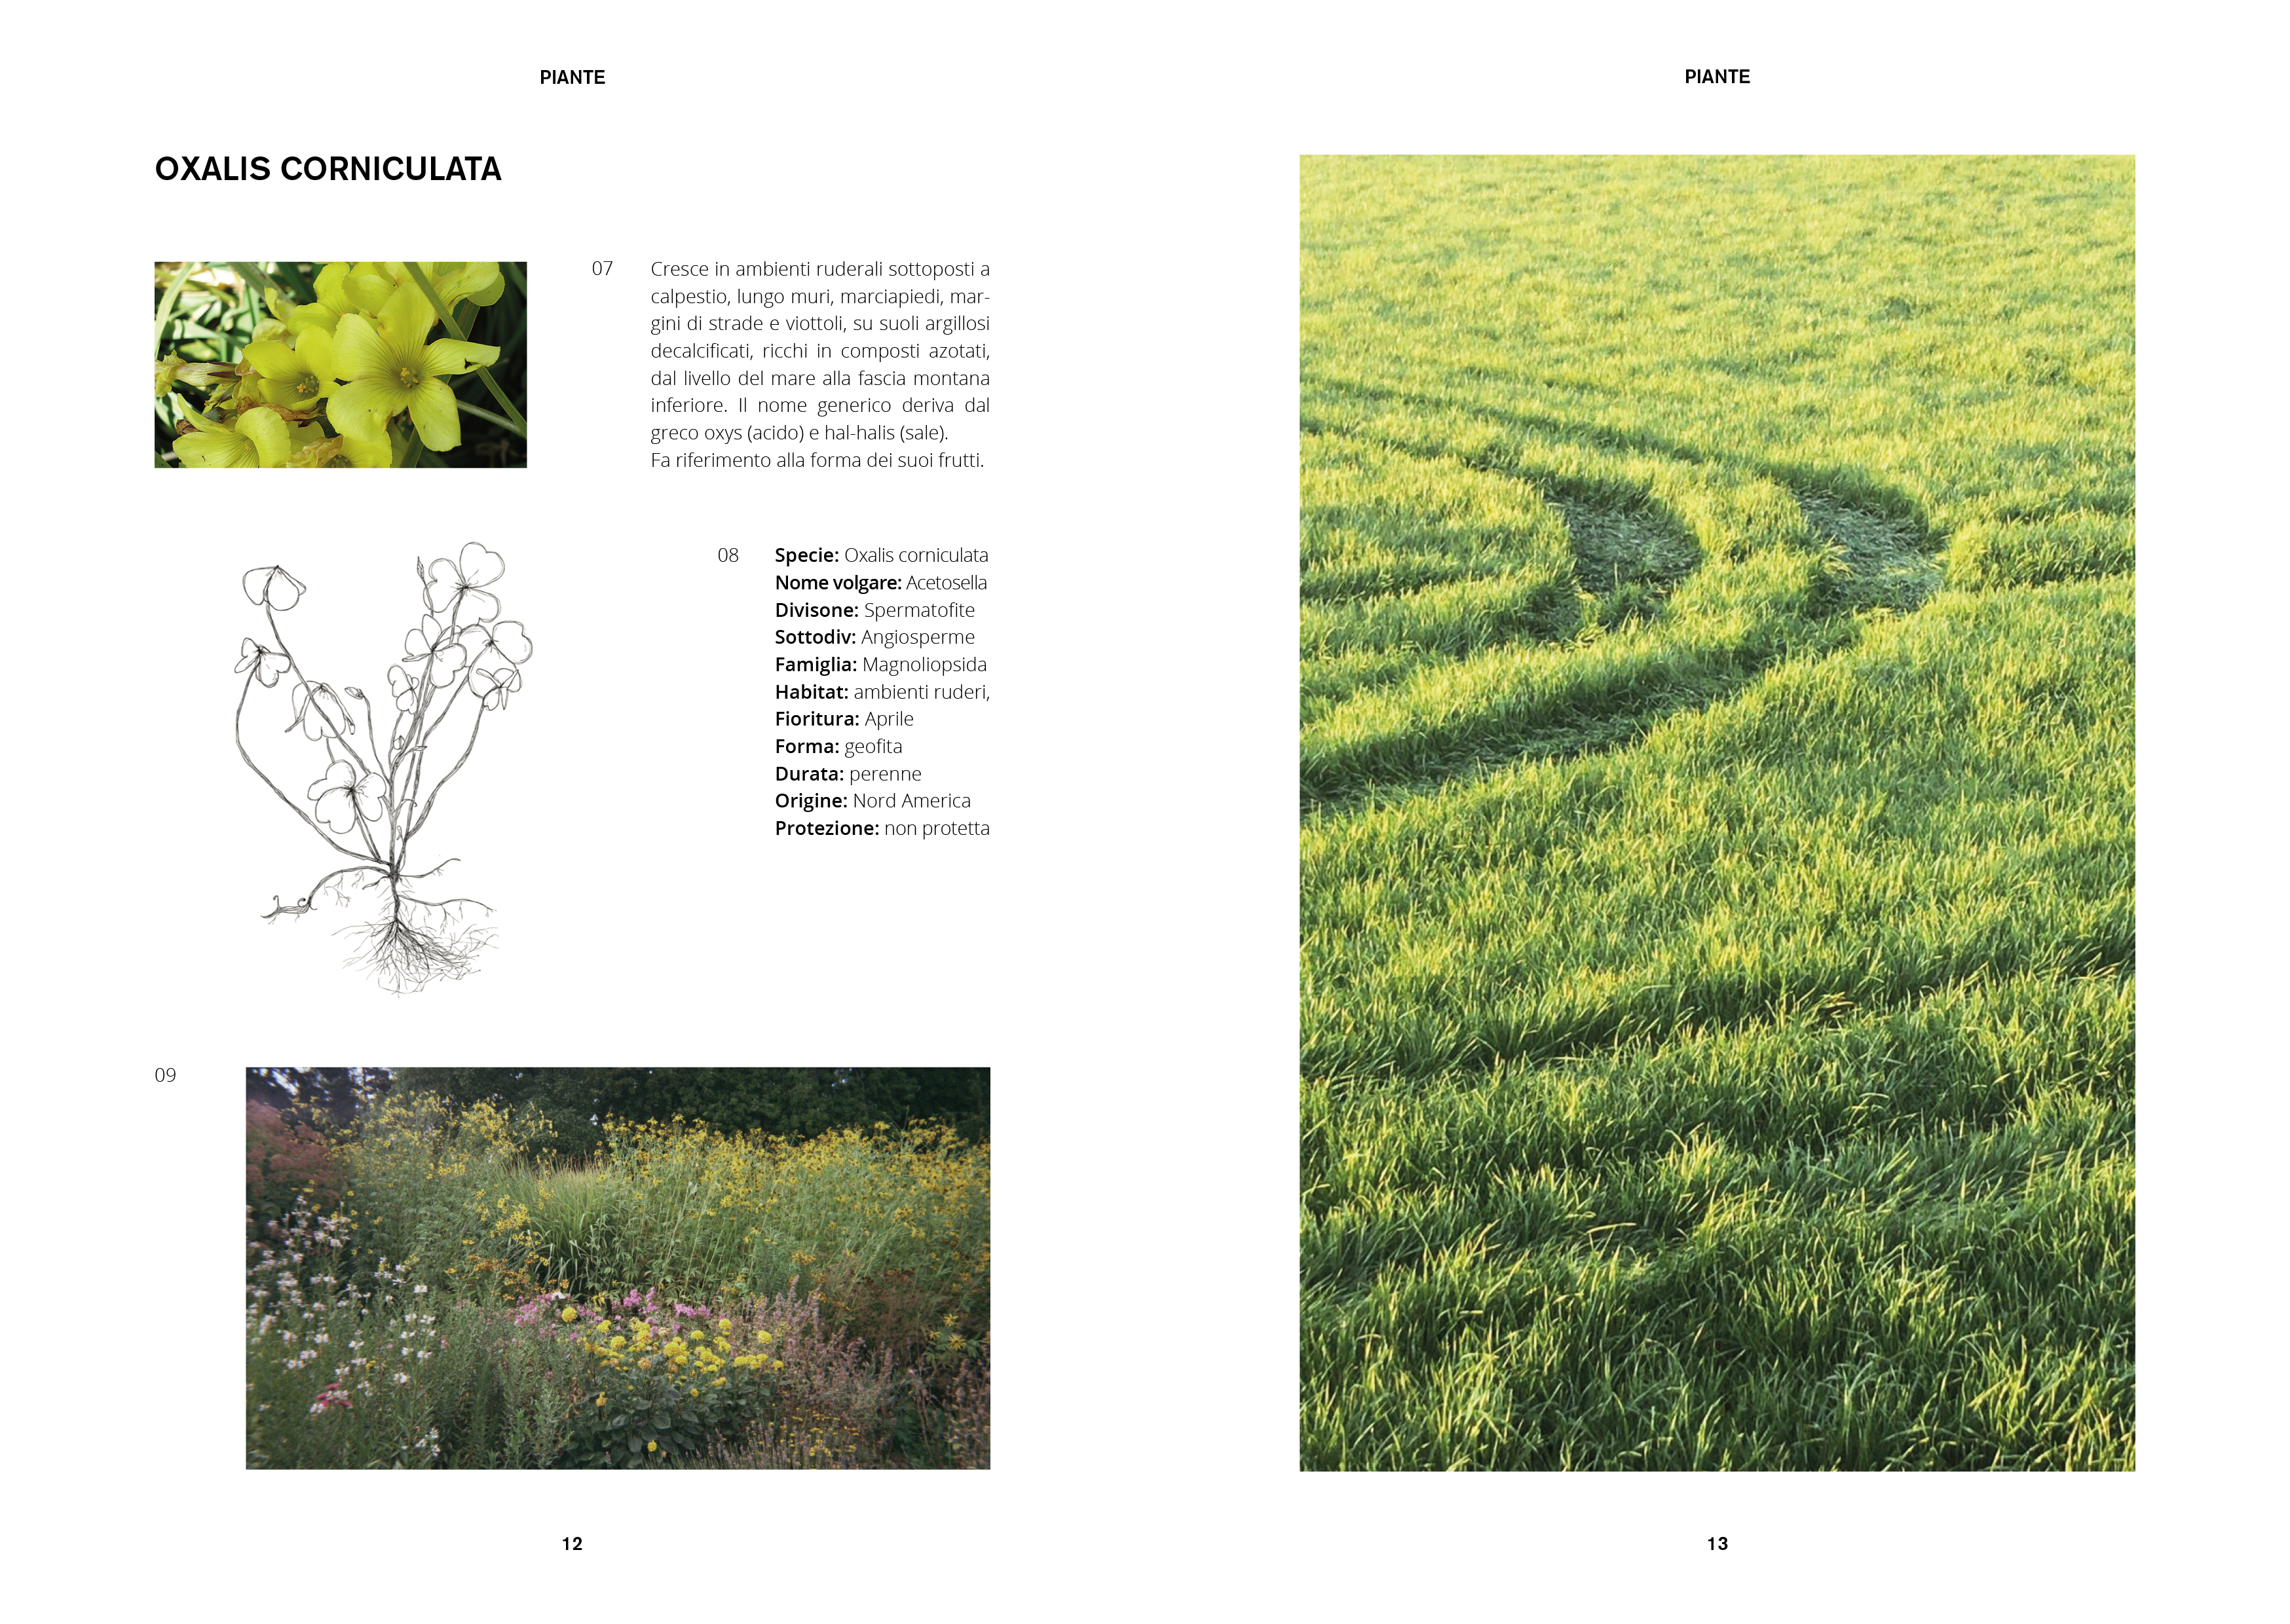 PIANTE
OXALIS CORNICULATA
07
Cresce in ambienti ruderali sottoposti a
calpestio, lungo muri, marciapiedi, mar-
gini di strade e viottoli, su suoli argillosi
decalcificati, ricchi in composti azotati,
dal livello del mare alla fascia montana
inferiore. Il nome generico deriva dal
greco oxys (acido) e hal-halis (sale).
Fa riferimento alla forma dei suoi frutti.
08
Specie: Oxalis corniculata
Nome volgare: Acetosella
Divisone: Spermatofite
Sottodiv: Angiosperme
Famiglia: Magnoliopsida
Habitat: ambienti ruderi,
Fioritura: Aprile
Forma: geofita
Durata: perenne
Origine: Nord America
Protezione: non protetta
09
12
PIANTE
13